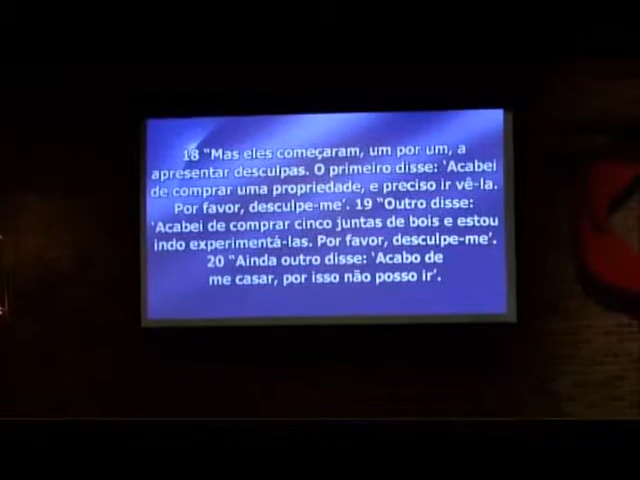 18 “Mas eles começaram, um por um, a
apresentar desculpas. O primeiro disse: ‘Acabei
de comprar uma propriedade, e preciso ir vê-la.
Por favor, desculpe-me’. 19 “Outro disse:
‘Acabei de comprar cinco juntas de bois e estou
indo experimentá-las. Por favor, desculpe-me’.
20 “Ainda outro disse: ‘Acabo de
me casar, por isso não posso ir’.